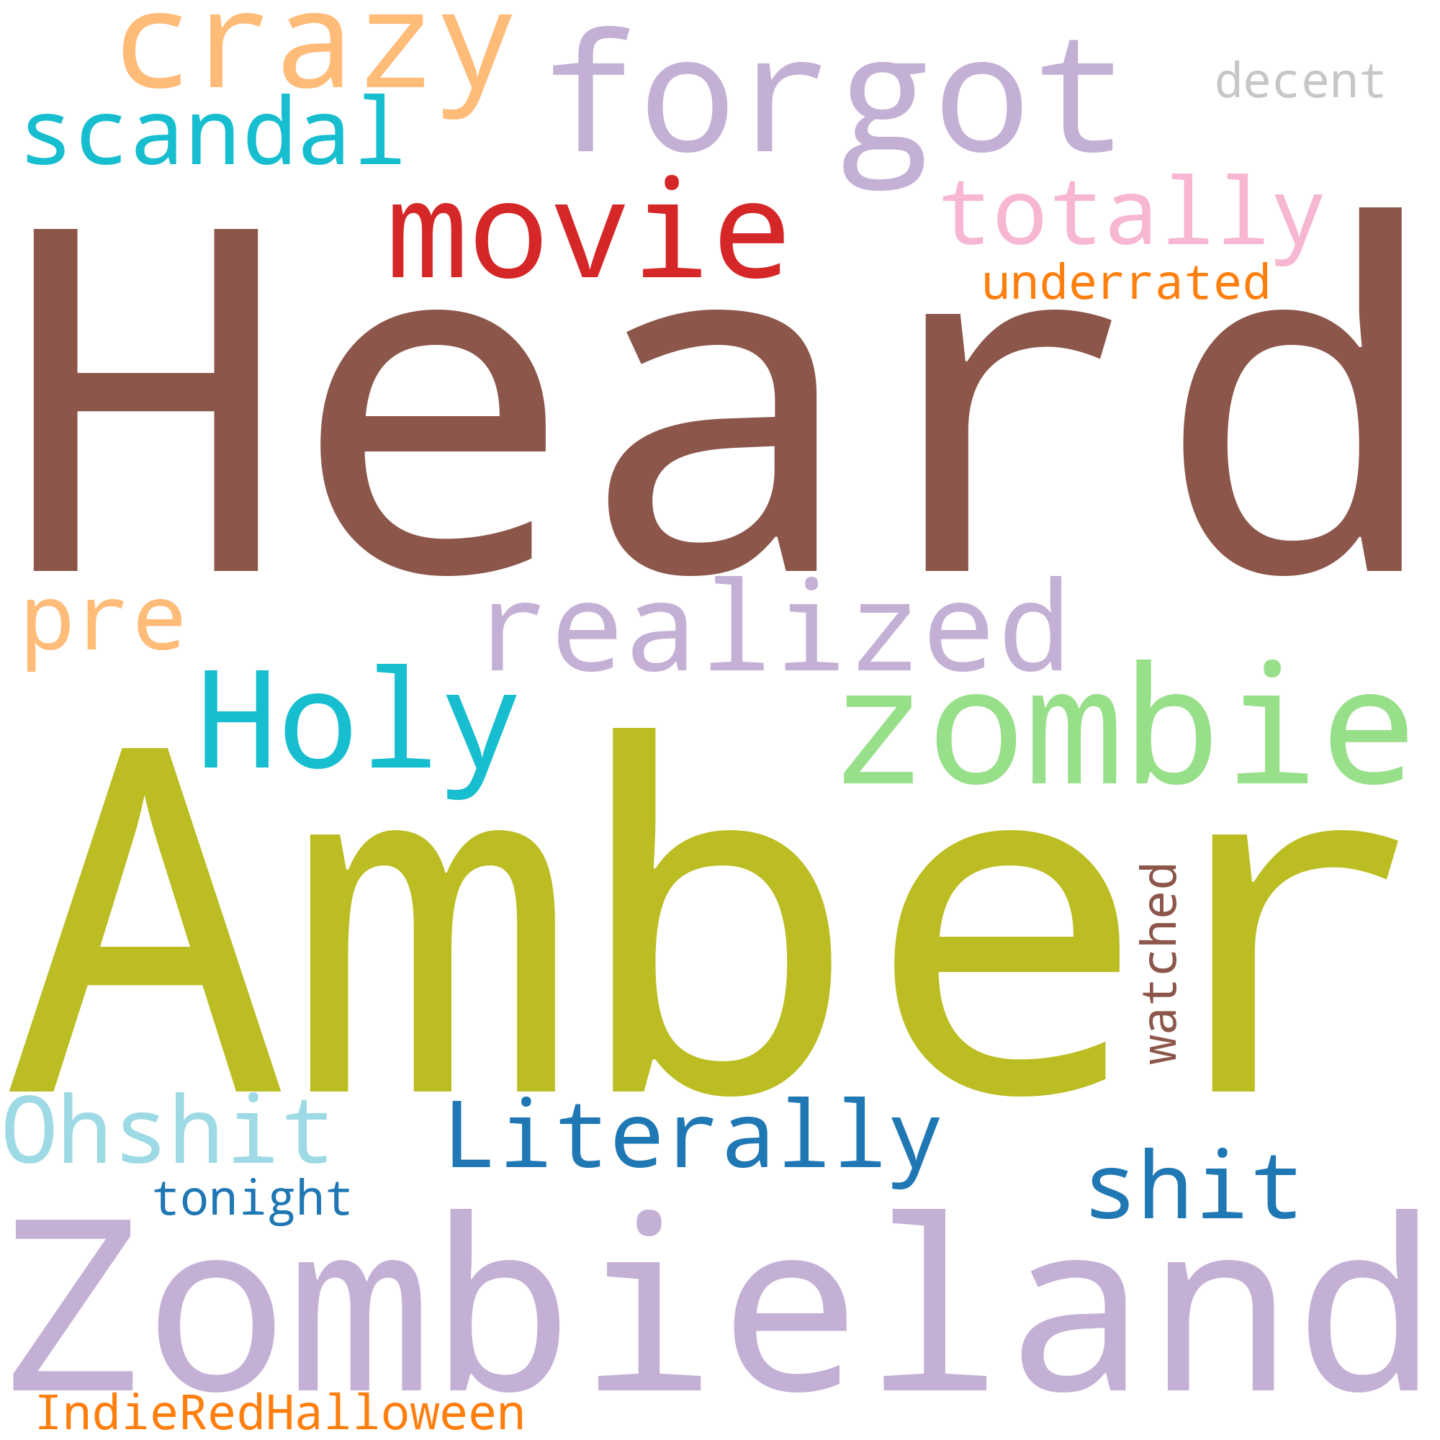 crazy
forgot
decent
scandal
movie
totally
underrated
Heard
pre
realized
Holy
zombie
Amber
watched
Ohshit
Literally
shit
tonight
Zombieland
IndieRedHalloween